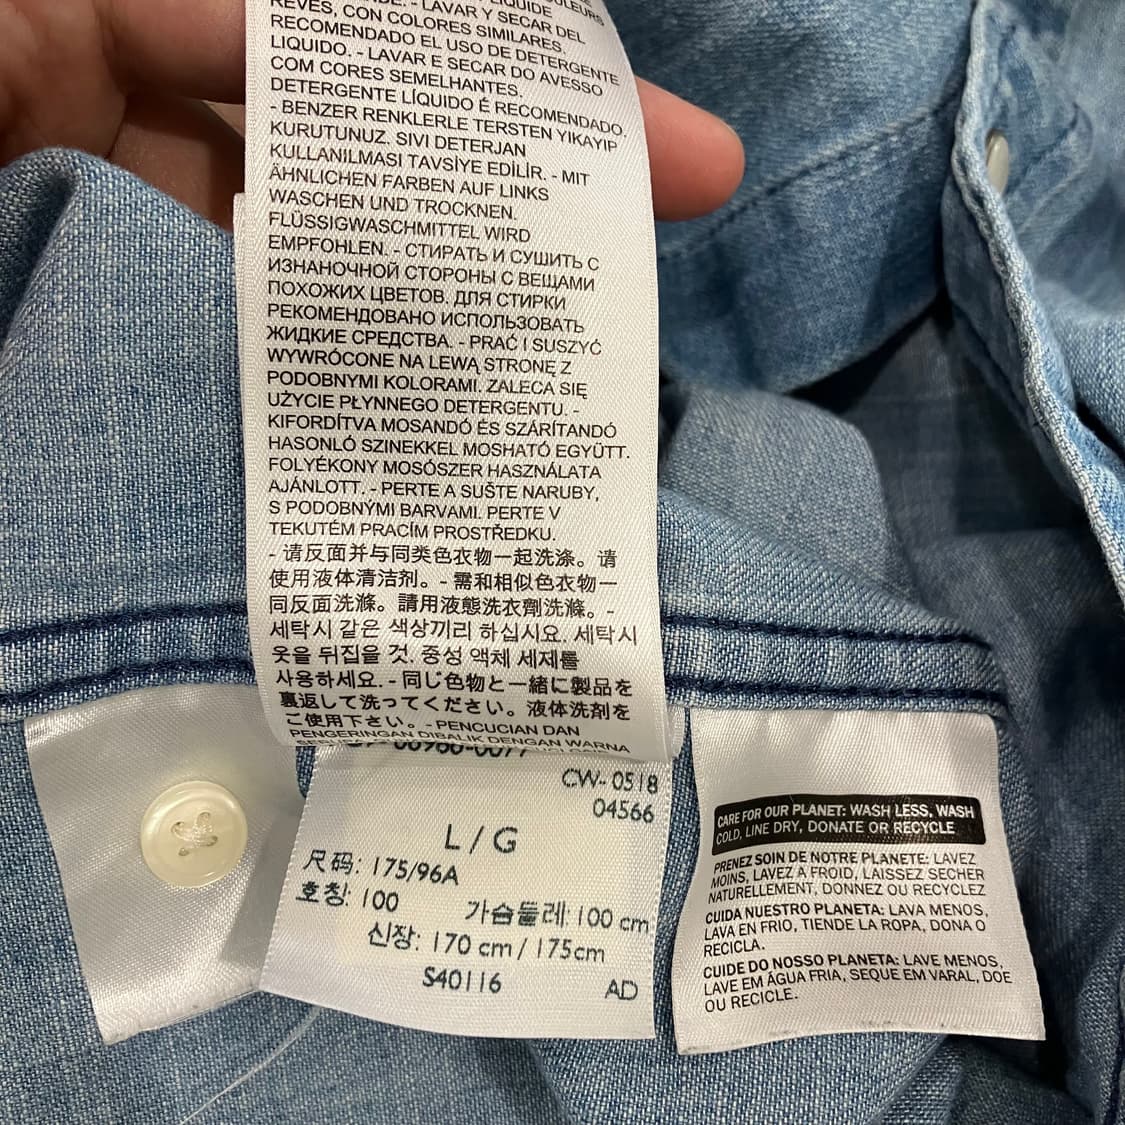 COULEURS
LIQUIDE
- LAVAR Y SECAR DEL
REVÉS, CON COLORES SIMILARES.
RECOMENDADO EL USO DE DETERGENTE
LIQUIDO. - LAVAR E SECAR DO AVESSO
COM CORES SEMELHANTES.
DETERGENTE LÍQUIDO É RECOMENDADO.
- BENZER RENKLERLE TERSTEN YIKAYIP
KURUTUNUZ. SIVI DETERJAN
KULLANILMASI TAVSİYE EDİLİR. - MIT
ÄHNLICHEN FARBEN AUF LINKS
WASCHEN UND TROCKNEN.
FLÜSSIGWASCHMITTEL WIRD
EMPFOHLEN. - СТИРАТЬ И СУШИТЬ С
ИЗНАНОЧНОЙ СТОРОНЫ С ВЕЩАМИ
ПОХОЖИХ ЦВЕТОВ. ДЛЯ СТИРКИ
РЕКОМЕНДОВАНО ИСПОЛЬЗОВАТЬ
ЖИДКИЕ СРЕДСТВА. - PRAĆ I SUSZYĆ
WYWRÓCONE NA LEWĄ STRONĘ Z
PODOBNYMI KOLORAMI. ZALECA SIĘ
UŻYCIE PŁYNNEGO DETERGENTU. -
KIFORDÍTVA MOSANDÓ ÉS SZÁRÍTANDÓ
HASONLÓ SZINEKKEL MOSHATÓ EGYÜTT.
FOLYÉKONY MOSÓSZER HASZNÁLATA
AJÁNLOTT. - PERTE A SUŠTE NARUBY,
S PODOBNÝMI BARVAMI. PERTE V
TEKUTÉM PRACÍM PROSTŘEDKU.
- 请反面并与同类色衣物一起洗涤。请
使用液体清洁剂。- 需和相似色衣物一
同反面洗滌。請用液態洗衣劑洗滌。-
세탁시 같은 색상끼리 하십시요. 세탁시
옷을 뒤집을 것. 중성 액체 세제를
사용하세요. - 同じ色物と一緒に製品を
裏返して洗ってください。液体洗剤を
ご使用下さい。- PENCUCIAN DAN
PENGERINGAN DIBALIK DENGAN WARNA
CW-0518
04566
L / G
尺码: 175/96A
호칭: 100
가슴둘레: 100 cm
신장: 170 cm / 175cm
S40116
AD
CARE FOR OUR PLANET: WASH LESS, WASH
COLD, LINE DRY, DONATE OR RECYCLE
PRENEZ SOIN DE NOTRE PLANETE: LAVEZ
MOINS, LAVEZ A FROID, LAISSEZ SECHER
NATURELLEMENT, DONNEZ OU RECYCLEZ
CUIDA NUESTRO PLANETA: LAVA MENOS,
LAVA EN FRIO, TIENDE LA ROPA, DONA O
RECICLA.
CUIDE DO NOSSO PLANETA: LAVE MENOS,
LAVE EM ÁGUA FRIA, SEQUE EM VARAL, DOE
OU RECICLE.